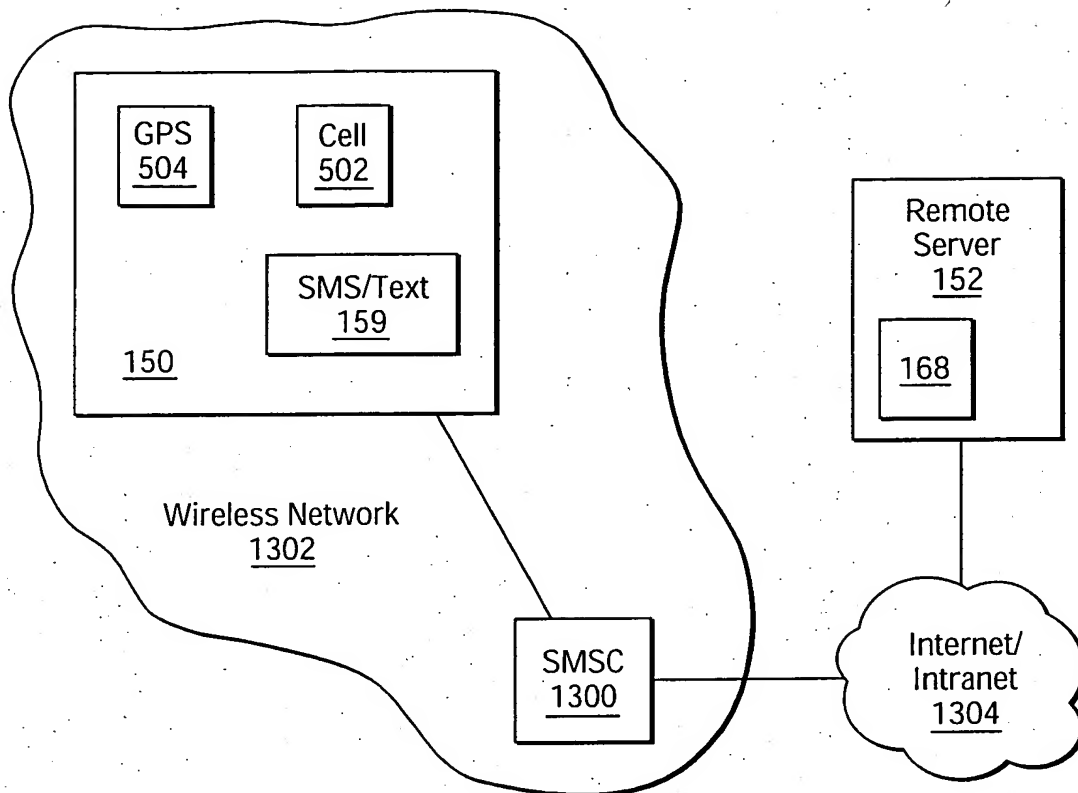 GPS
504
Cell
502
SMS/Text
159
150
Remote
Server
152
168
Wireless Network
1302
SMSC
1300
Internet/
Intranet
1304